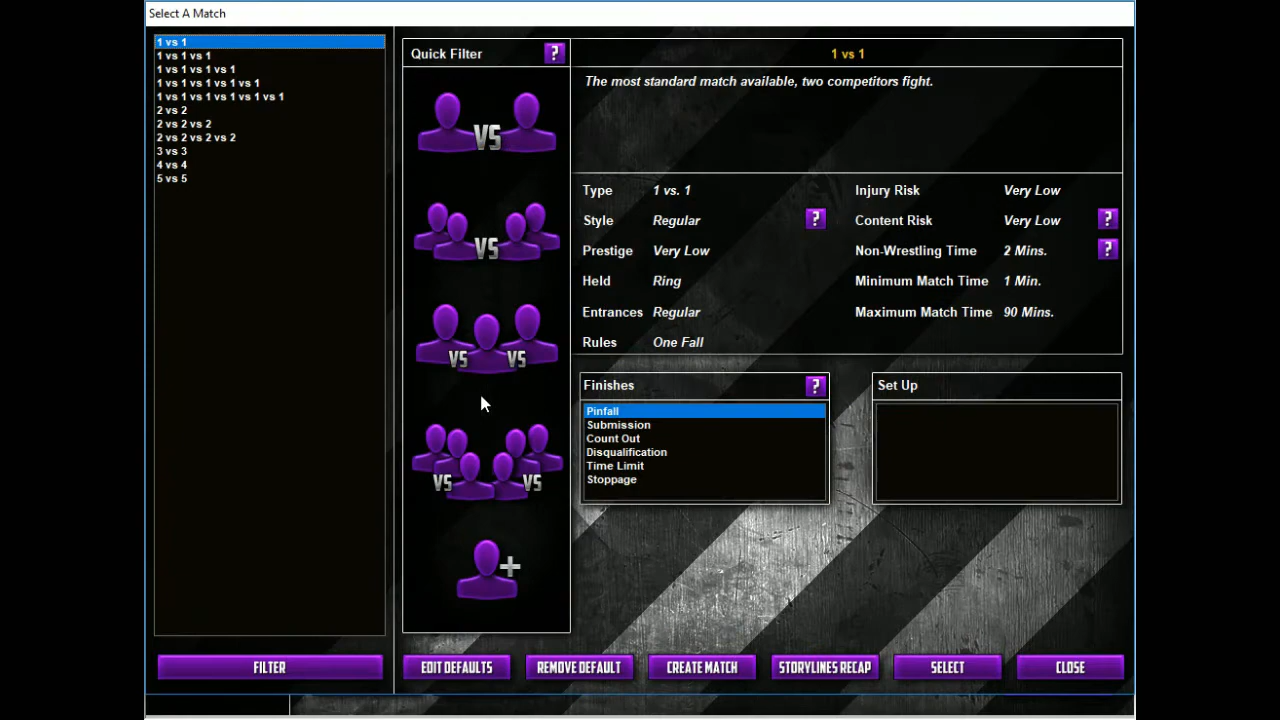 Select A Match
1 vs 1
1 vs 1 vs 1
1 vs 1 vs 1 vs 1
1 vs 1 vs 1 vs 1 vs 1
1 vs 1 vs 1 vs 1 vs 1 vs 1
2 vs 2
2 vs 2 vs 2
2 vs 2 vs 2 vs 2
3 vs 3
4 vs 4
5 vs 5
FILTER
Quick Filter ?
VS
VS
VS VS
VS VS
+
1 vs 1
The most standard match available, two competitors fight.
Type 1 vs. 1
Style Regular ?
Prestige Very Low
Held Ring
Entrances Regular
Rules One Fall
Injury Risk Very Low
Content Risk Very Low ?
Non-Wrestling Time 2 Mins. ?
Minimum Match Time 1 Min.
Maximum Match Time 90 Mins.
Finishes ?
Pinfall
Submission
Count Out
Disqualification
Time Limit
Stoppage
Set Up
EDIT DEFAULTS
REMOVE DEFAULT
CREATE MATCH
STORYLINES RECAP
SELECT
CLOSE